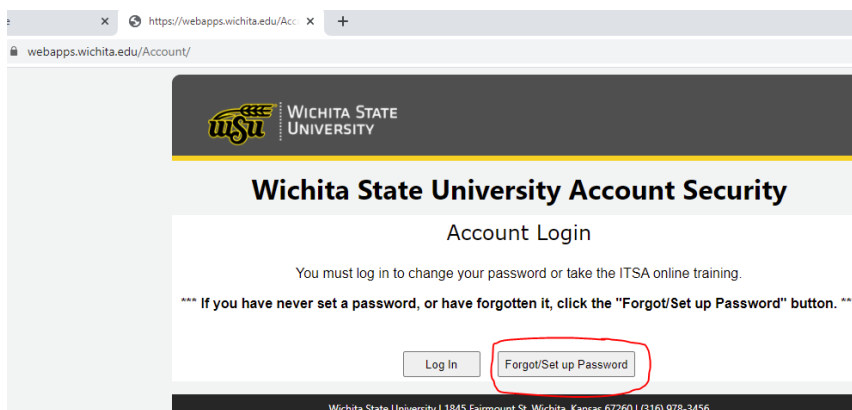 https://webapps.wichita.edu/Acc
webapps.wichita.edu/Account/
wsu
WICHITA STATE
UNIVERSITY
Wichita State University Account Security
Account Login
You must log in to change your password or take the ITSA online training.
*** If you have never set a password, or have forgotten it, click the "Forgot/Set up Password" button. **
Log In
Forgot/Set up Password
Wichita State University | 1845 Fairmount St. Wichita, Kansas 67260 | (316) 978-3456